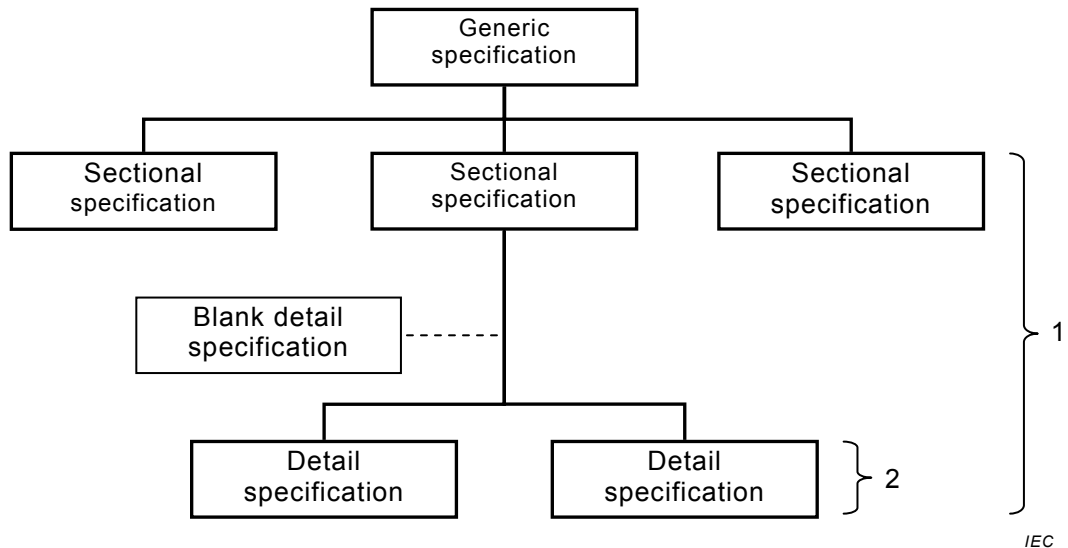 Generic
specification
Sectional
specification
Sectional
specification
Sectional
specification
1
Blank detail
specification
Detail
specification
Detail
specification
2
IEC